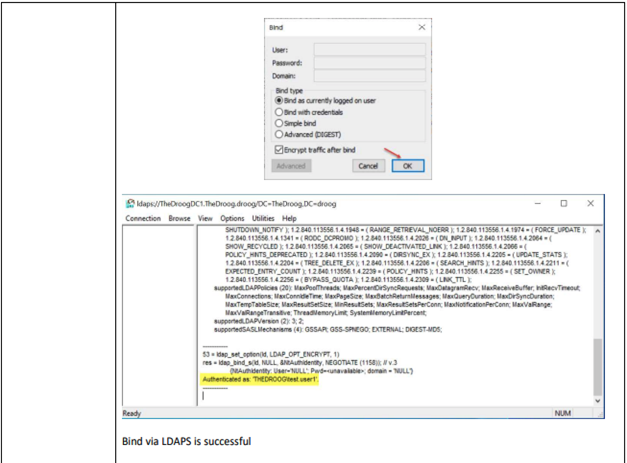 Bind
User:
Password:
Domain:
Bind type
Bind as currently logged on user
Bind with credentials
Simple bind
Advanced (DIGEST)
Encrypt traffic after bind
Advanced Cancel OK
ldaps://TheDroogDC1.TheDroog.droog/DC=TheDroog,DC=droog
Connection Browse View Options Utilities Help
SHUTDOWN_NOTIFY ); 1.2.840.113556.1.4.1948 = ( RANGE_RETRIEVAL_NOERR ); 1.2.840.113556.1.4.1974 = ( FORCE_UPDATE );
1.2.840.113556.1.4.1341 = ( RODC_DCPROMO ); 1.2.840.113556.1.4.2026 = ( DN_INPUT ); 1.2.840.113556.1.4.2064 =
( SHOW_RECYCLED ); 1.2.840.113556.1.4.2065 = ( SHOW_DEACTIVATED_LINK ); 1.2.840.113556.1.4.2066 = (
POLICY_HINTS_DEPRECATED ); 1.2.840.113556.1.4.2090 = ( DIRSYNC_EX ); 1.2.840.113556.1.4.2205 = ( UPDATE_STATS );
1.2.840.113556.1.4.2204 = ( TREE_DELETE_EX ); 1.2.840.113556.1.4.2206 = ( SEARCH_HINTS ); 1.2.840.113556.1.4.2211 = (
EXPECTED_ENTRY_COUNT ); 1.2.840.113556.1.4.2239 = ( POLICY_HINTS ); 1.2.840.113556.1.4.2255 = ( SET_OWNER );
1.2.840.113556.1.4.2256 = ( BYPASS_QUOTA ); 1.2.840.113556.1.4.2309 = ( LINK_TTL );
supportedLDAPPolicies (20): MaxPoolThreads; MaxPercentDirSyncRequests; MaxDatagramRecv; MaxReceiveBuffer; InitRecvTimeout;
MaxConnections; MaxConnIdleTime; MaxPageSize; MaxBatchReturnMessages; MaxQueryDuration; MaxDirSyncDuration;
MaxTempTableSize; MaxResultSetSize; MinResultSets; MaxResultSetsPerConn; MaxNotificationPerConn; MaxValRange;
MaxValRangeTransitive; ThreadMemoryLimit; SystemMemoryLimitPercent;
supportedLDAPVersion (2): 3; 2;
supportedSASLMechanisms (4): GSSAPI; GSS-SPNEGO; EXTERNAL; DIGEST-MD5;
-----------
53 = ldap_set_option(ld, LDAP_OPT_ENCRYPT, 1)
res = ldap_bind_s(ld, NULL, &NtAuthIdentity, NEGOTIATE (1158)); // v.3
{NtAuthIdentity: User='NULL'; Pwd=<unavailable>; domain = 'NULL'}
Authenticated as: 'THEDROOG\test.user1'.
-----------
Ready NUM
Bind via LDAPS is successful